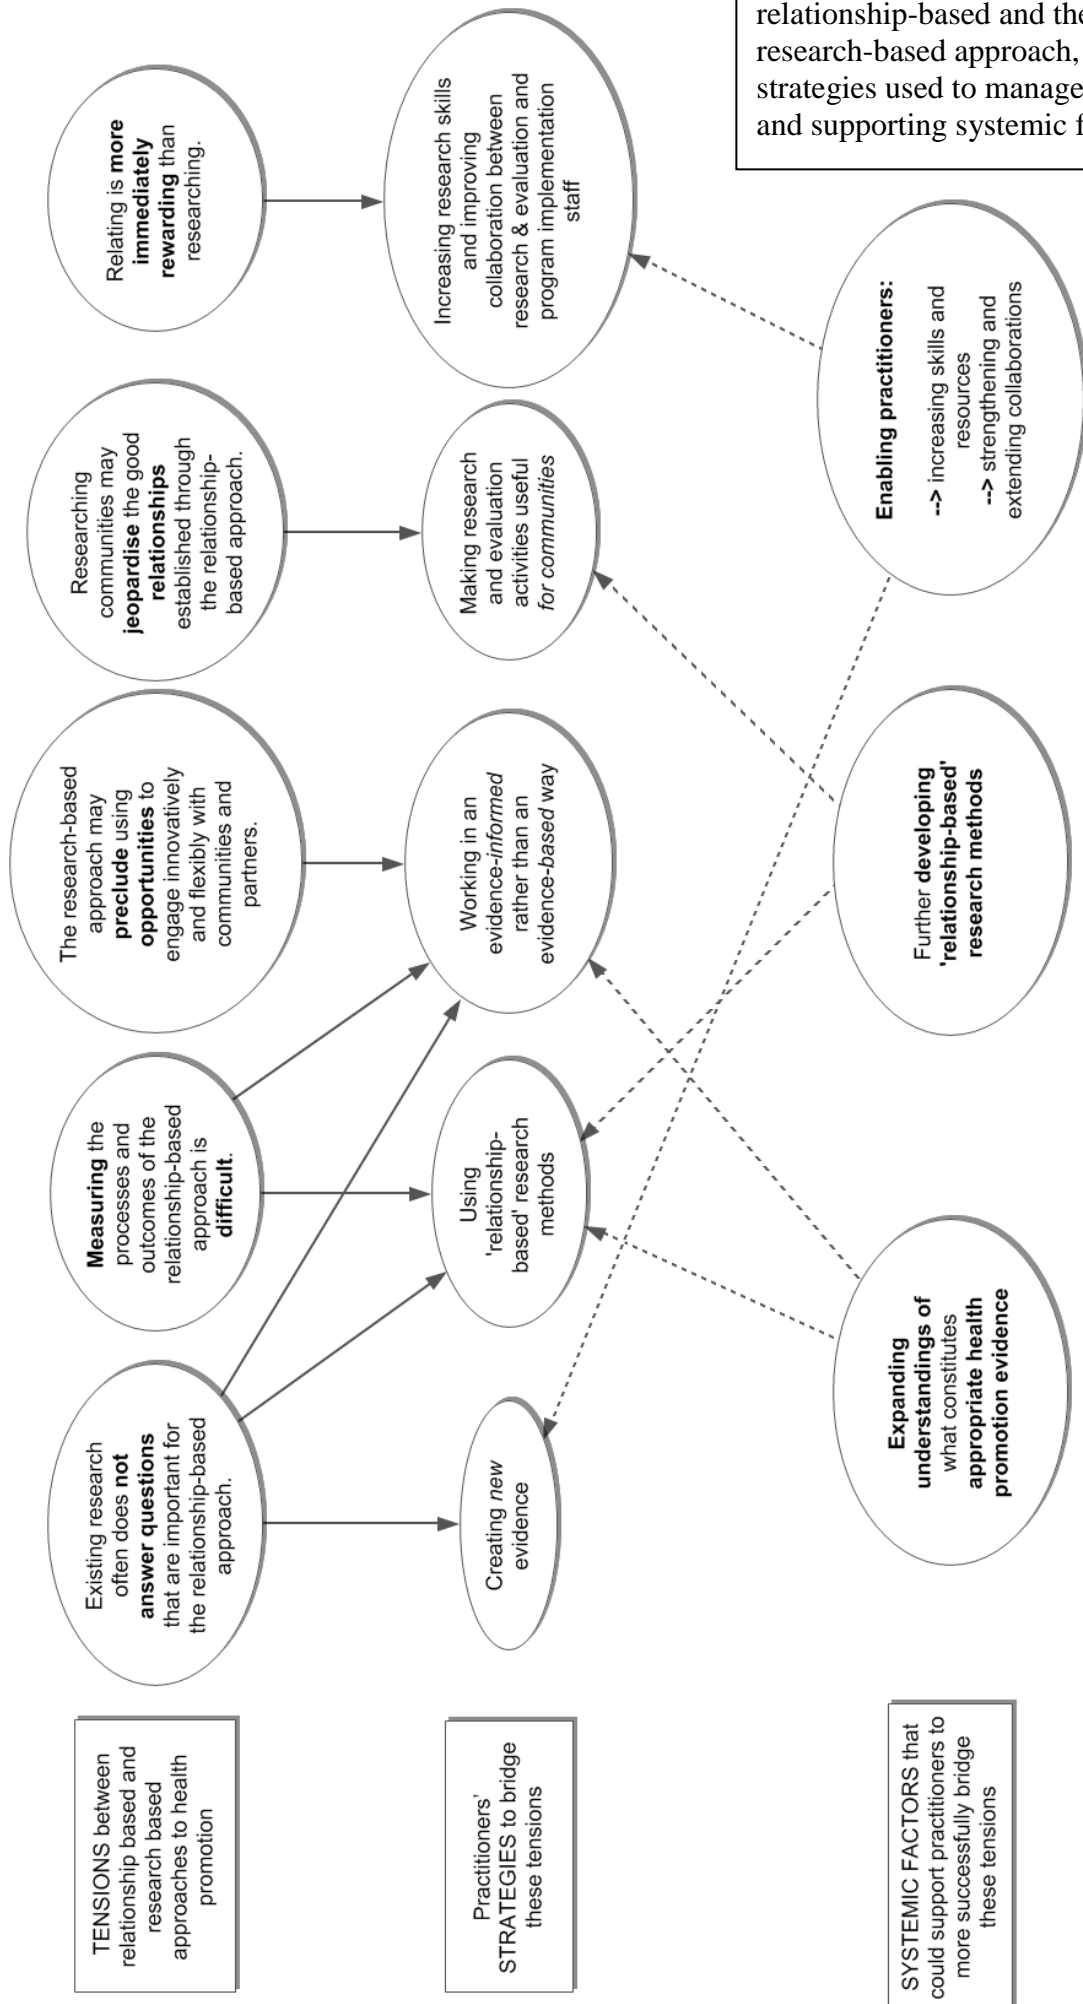 relationship-based and the
research-based approach,
strategies used to manage
and supporting systemic f
TENSIONS between
relationship based and
research based
approaches to health
promotion
Existing research
often does not
answer questions
that are important for
the relationship-based
approach.
Measuring the
processes and
outcomes of the
relationship-based
approach is
difficult.
The research-based
approach may
preclude using
opportunities to
engage innovatively
and flexibly with
communities and
partners.
Researching
communities may
jeopardise the good
relationships
established through
the relationship-
based approach.
Relating is more
immediately
rewarding than
researching.
Practitioners'
STRATEGIES to bridge
these tensions
Creating new
evidence
Using
'relationship-
based' research
methods
Working in an
evidence-informed
rather than an
evidence-based way
Making research
and evaluation
activities useful
for communities
Increasing research skills
and improving
collaboration between
research & evaluation and
program implementation
staff
SYSTEMIC FACTORS that
could support practitioners to
more successfully bridge
these tensions
Expanding
understandings of
what constitutes
appropriate health
promotion evidence
Further developing
'relationship-based'
research methods
Enabling practitioners:
--> increasing skills and
resources
--> strengthening and
extending collaborations